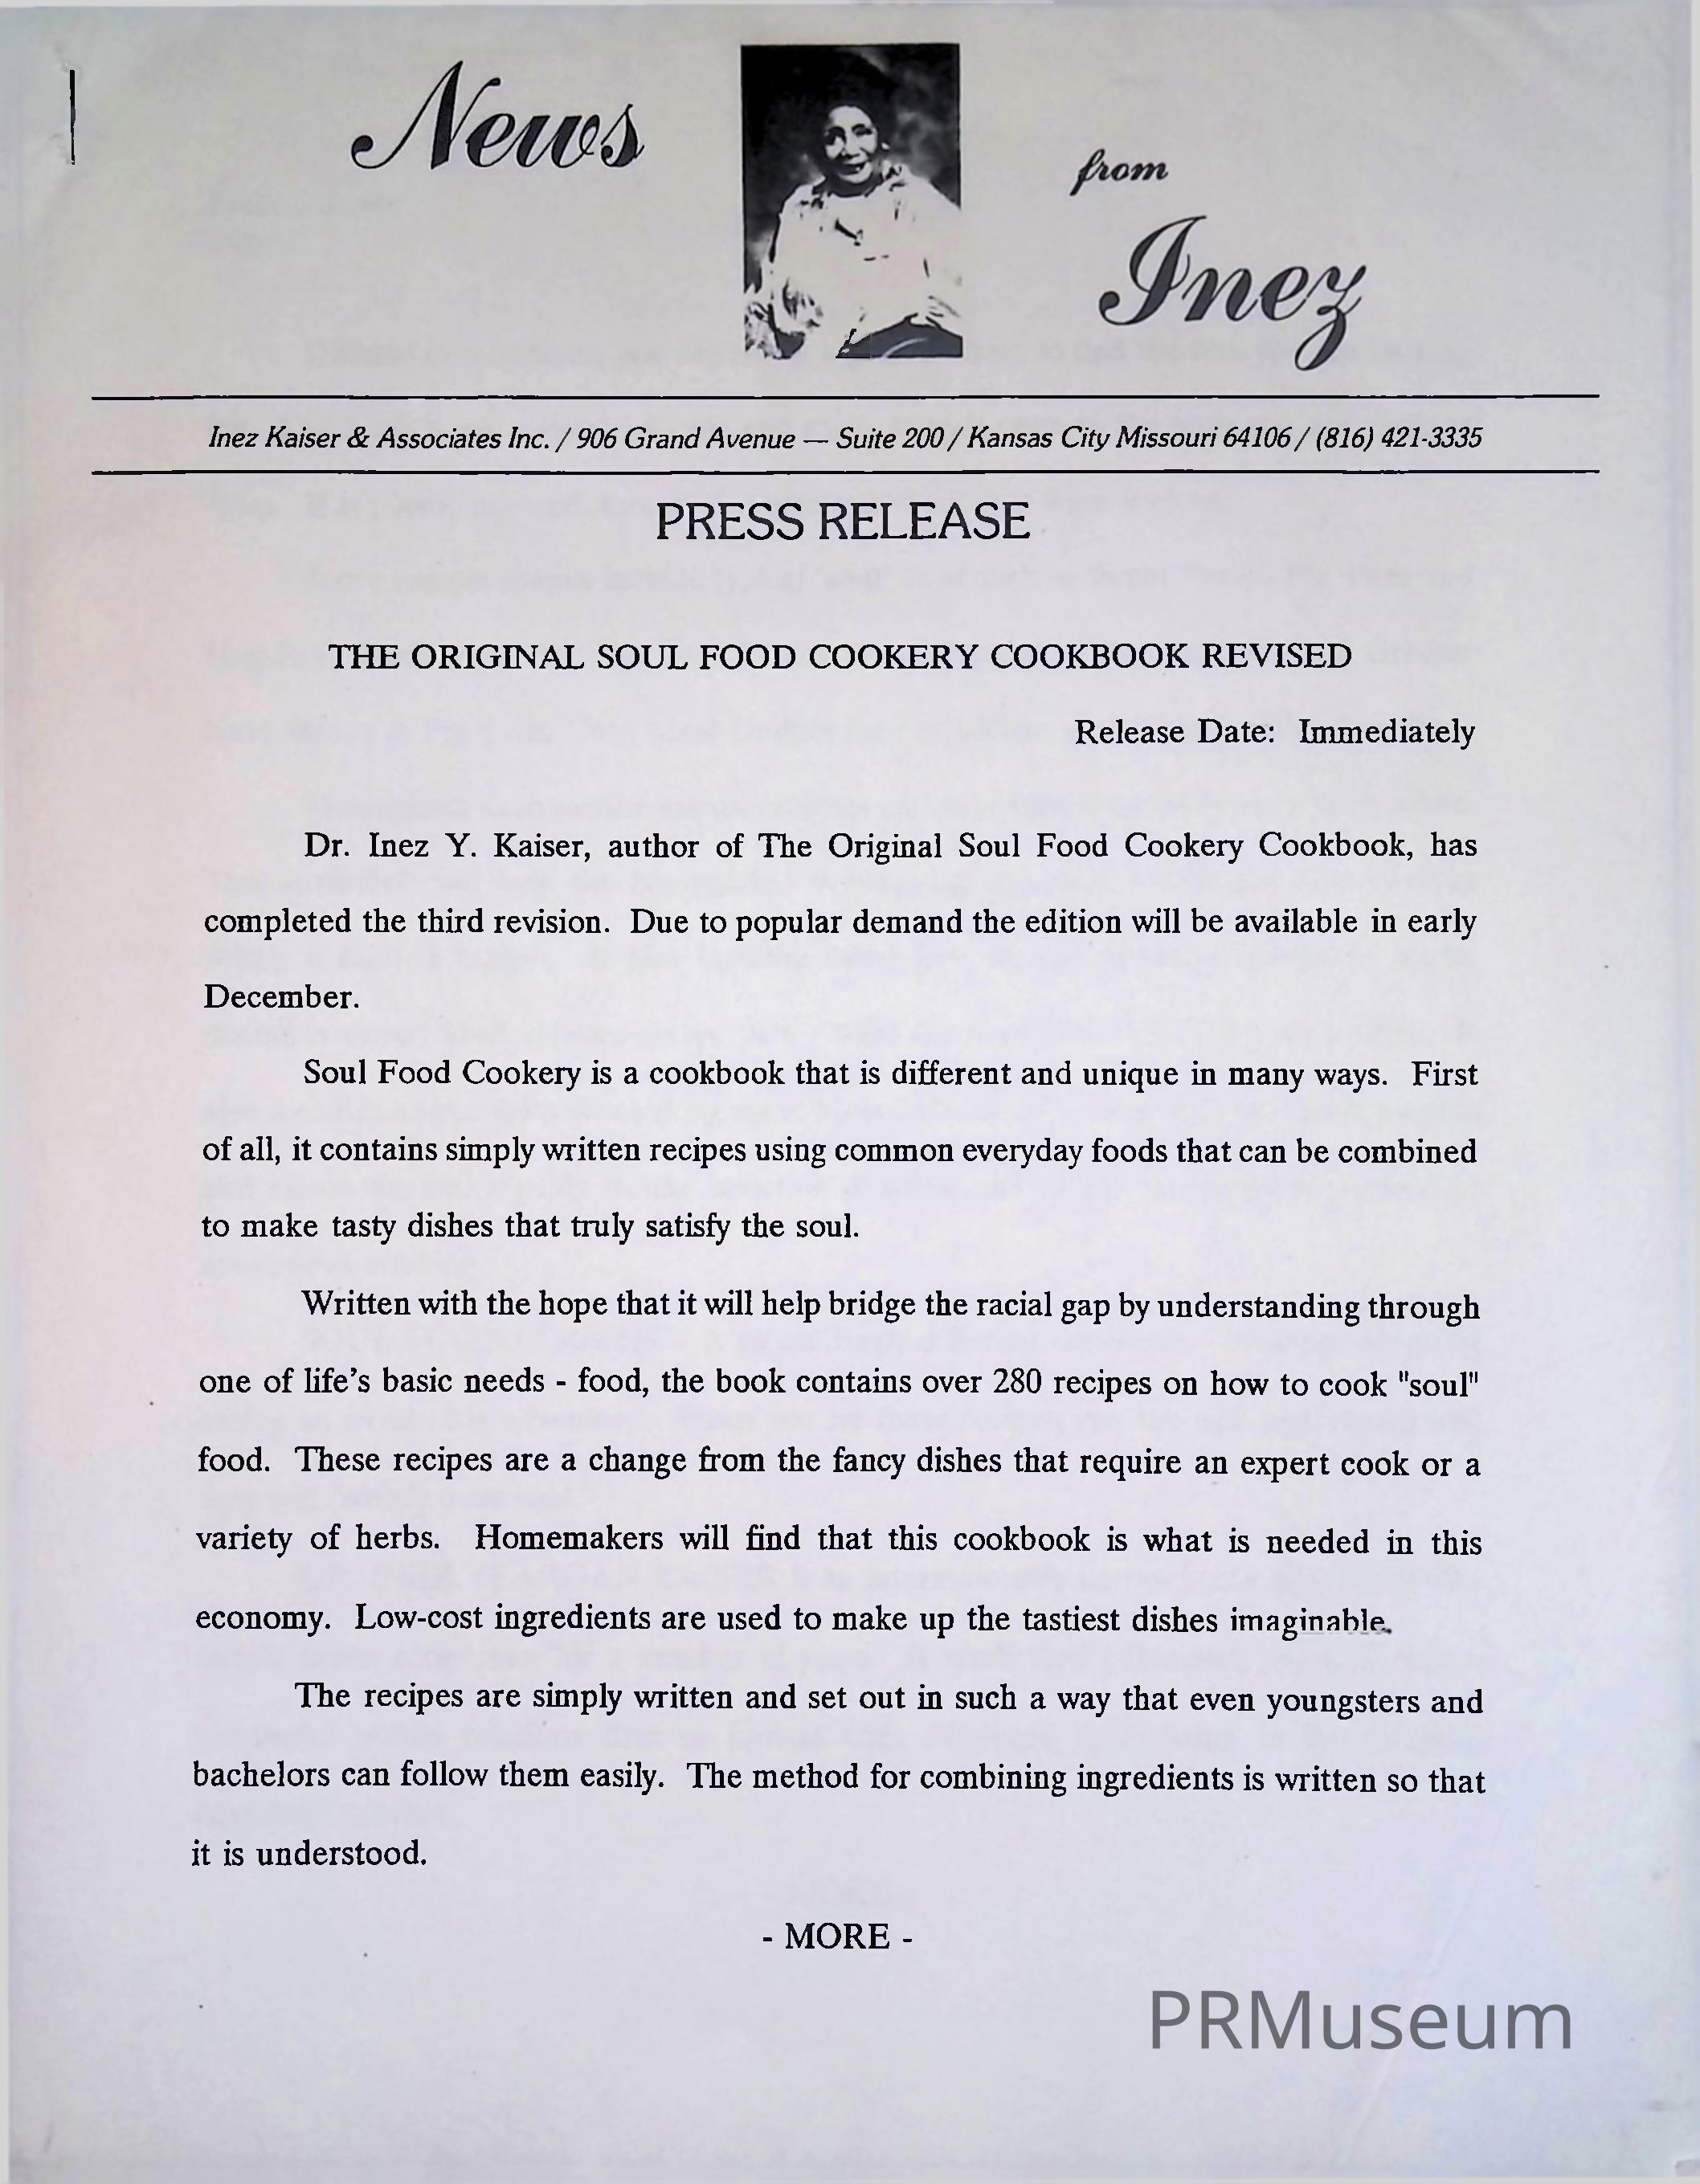 News
from
Inez
Inez Kaiser & Associates Inc. / 906 Grand Avenue — Suite 200 / Kansas City Missouri 64106 / (816) 421-3335
PRESS RELEASE
THE ORIGINAL SOUL FOOD COOKERY COOKBOOK REVISED
Release Date: Immediately
Dr. Inez Y. Kaiser, author of The Original Soul Food Cookery Cookbook, has
completed the third revision. Due to popular demand the edition will be available in early
December.
Soul Food Cookery is a cookbook that is different and unique in many ways. First
of all, it contains simply written recipes using common everyday foods that can be combined
to make tasty dishes that truly satisfy the soul.
Written with the hope that it will help bridge the racial gap by understanding through
one of life's basic needs - food, the book contains over 280 recipes on how to cook "soul"
food. These recipes are a change from the fancy dishes that require an expert cook or a
variety of herbs. Homemakers will find that this cookbook is what is needed in this
economy. Low-cost ingredients are used to make up the tastiest dishes imaginable.
The recipes are simply written and set out in such a way that even youngsters and
bachelors can follow them easily. The method for combining ingredients is written so that
it is understood.
- MORE -
PRMuseum